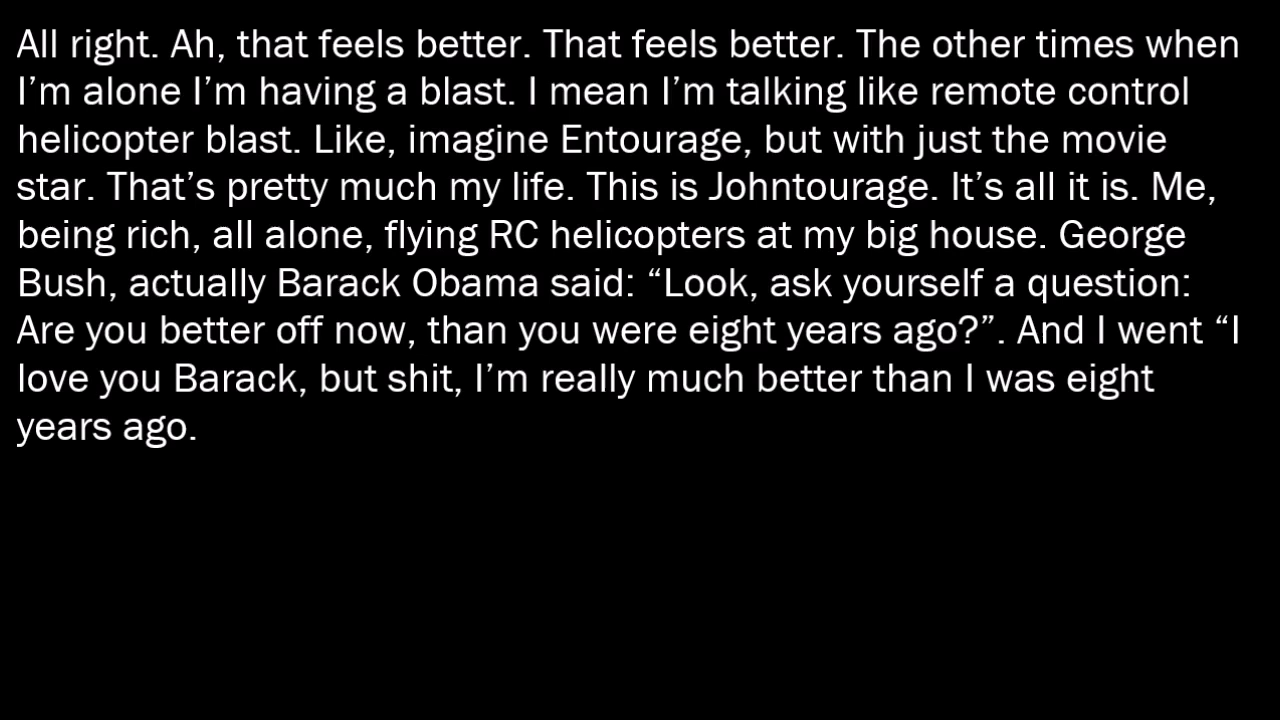 All right. Ah, that feels better. That feels better. The other times when
I’m alone I’m having a blast. I mean I’m talking like remote control
helicopter blast. Like, imagine Entourage, but with just the movie
star. That’s pretty much my life. This is Johntourage. It’s all it is. Me,
being rich, all alone, flying RC helicopters at my big house. George
Bush, actually Barack Obama said: “Look, ask yourself a question:
Are you better off now, than you were eight years ago?”. And I went “I
love you Barack, but shit, I’m really much better than I was eight
years ago.